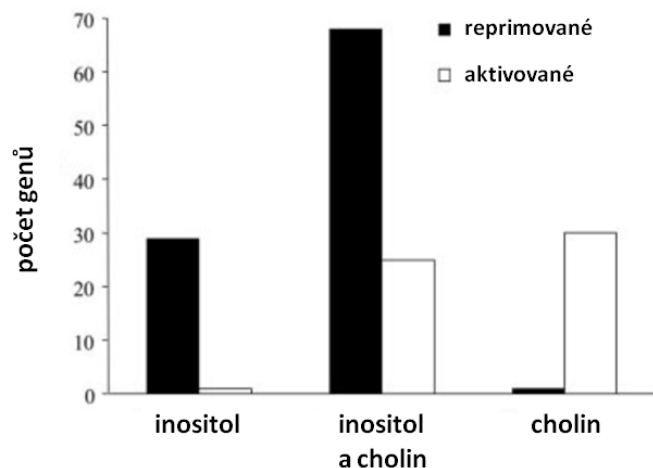 70
60
50
40
30
20
10
0
počet genů
reprimované
aktivované
inositol
inositol
a cholin
cholin